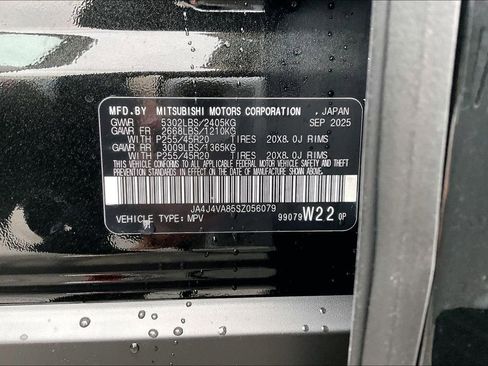 MFD.BY MITSUBISHI MOTORS CORPORATION , JAPAN
GVWR 5302LBS/2405KG SEP 2025
GAWR FR 2668LBS/1210KG
WITH P255/45R20 TIRES 20X8.0J RIMS
GAWR RR 3009LBS/1365KG
WITH P255/45R20 TIRES 20X8.0J RIMS
THIS VEHICLE CONFORMS TO ALL APPLICABLE FEDERAL MOTOR VEHICLE SAFETY AND THEFT
PREVENTION STANDARDS IN EFFECT ON THE DATE OF MANUFACTURE SHOWN ABOVE.
JA4J4VA85SZ056079
VEHICLE TYPE: MPV 99079 W22 0P